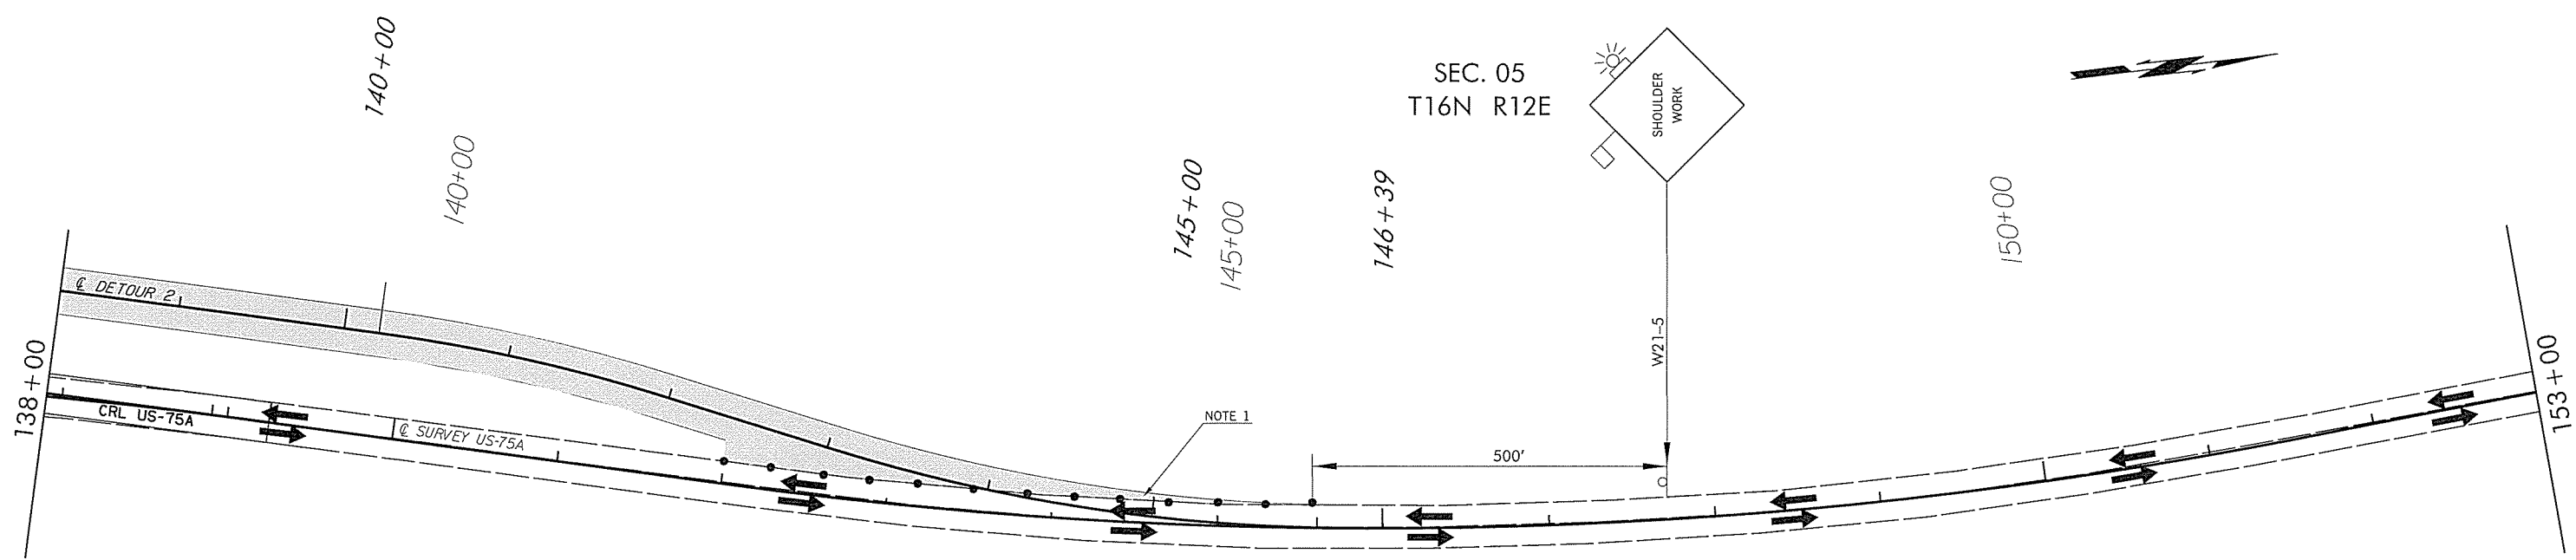 140+00
140+00
SEC. 05
T16N R12E
SHOULDER
WORK
145+00
145+00
146+39
150+00
℄ DETOUR 2
138+00
CRL US-75A
℄ SURVEY US-75A
NOTE 1
500'
W21-5
153+00